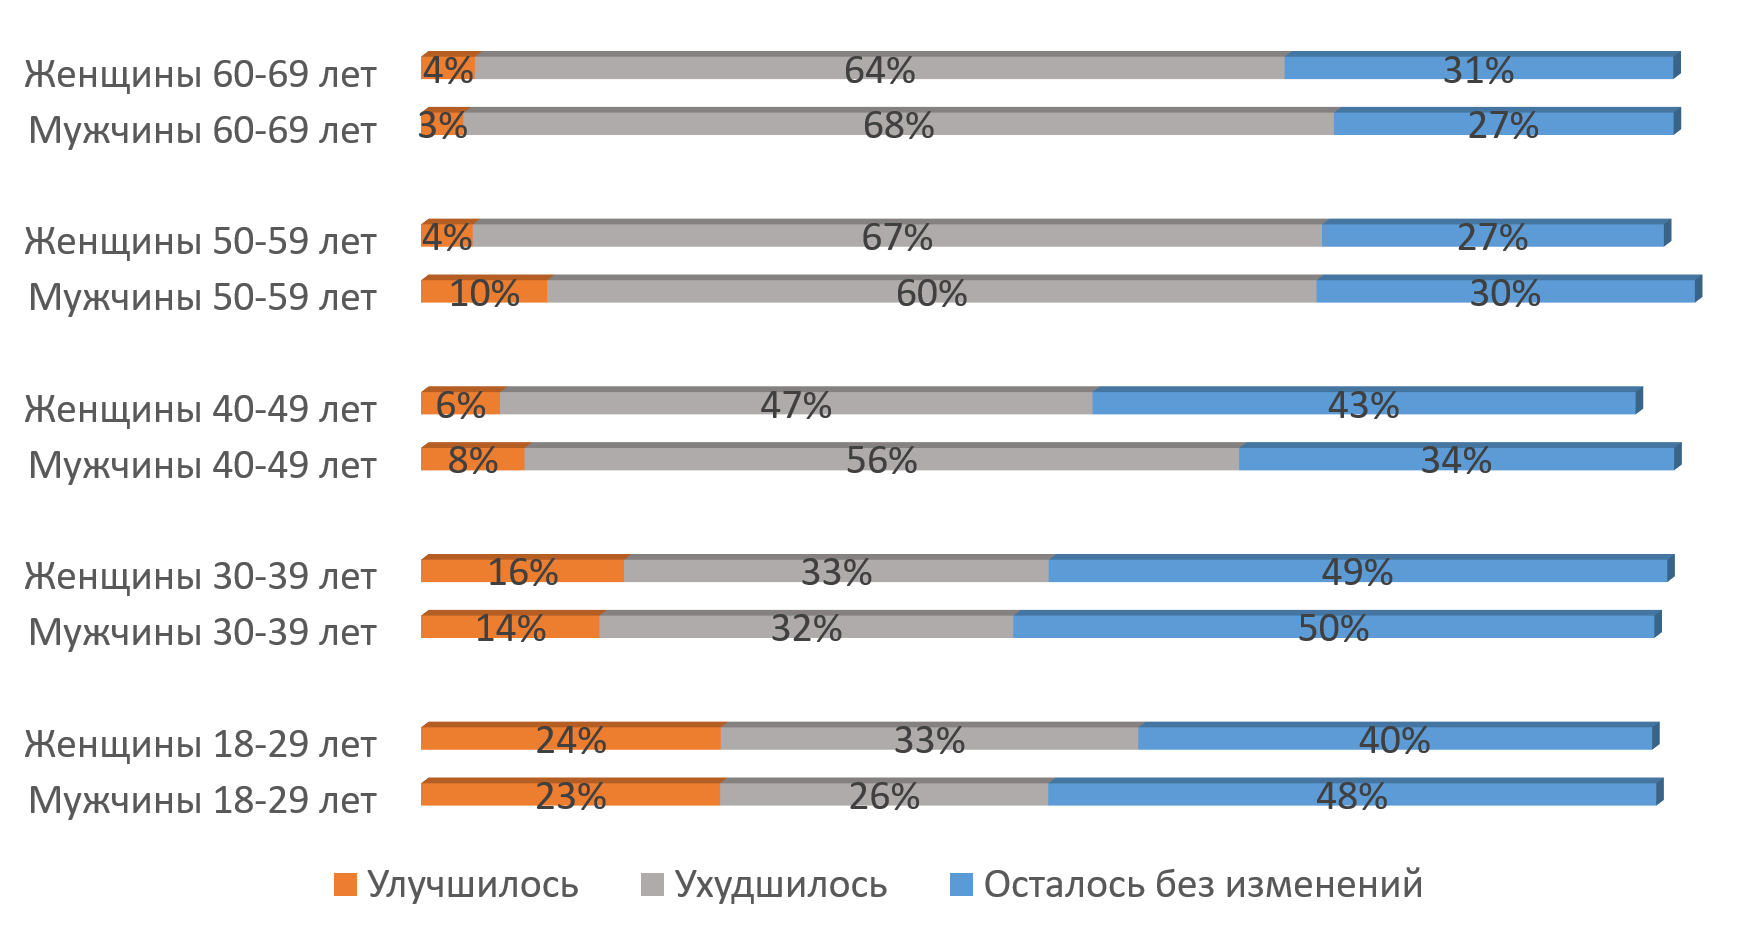 Женщины 60-69 лет 4% 64% 31%
Мужчины 60-69 лет 3% 68% 27%
Женщины 50-59 лет 4% 67% 27%
Мужчины 50-59 лет 10% 60% 30%
Женщины 40-49 лет 6% 47% 43%
Мужчины 40-49 лет 8% 56% 34%
Женщины 30-39 лет 16% 33% 49%
Мужчины 30-39 лет 14% 32% 50%
Женщины 18-29 лет 24% 33% 40%
Мужчины 18-29 лет 23% 26% 48%
Улучшилось Ухудшилось Осталось без изменений